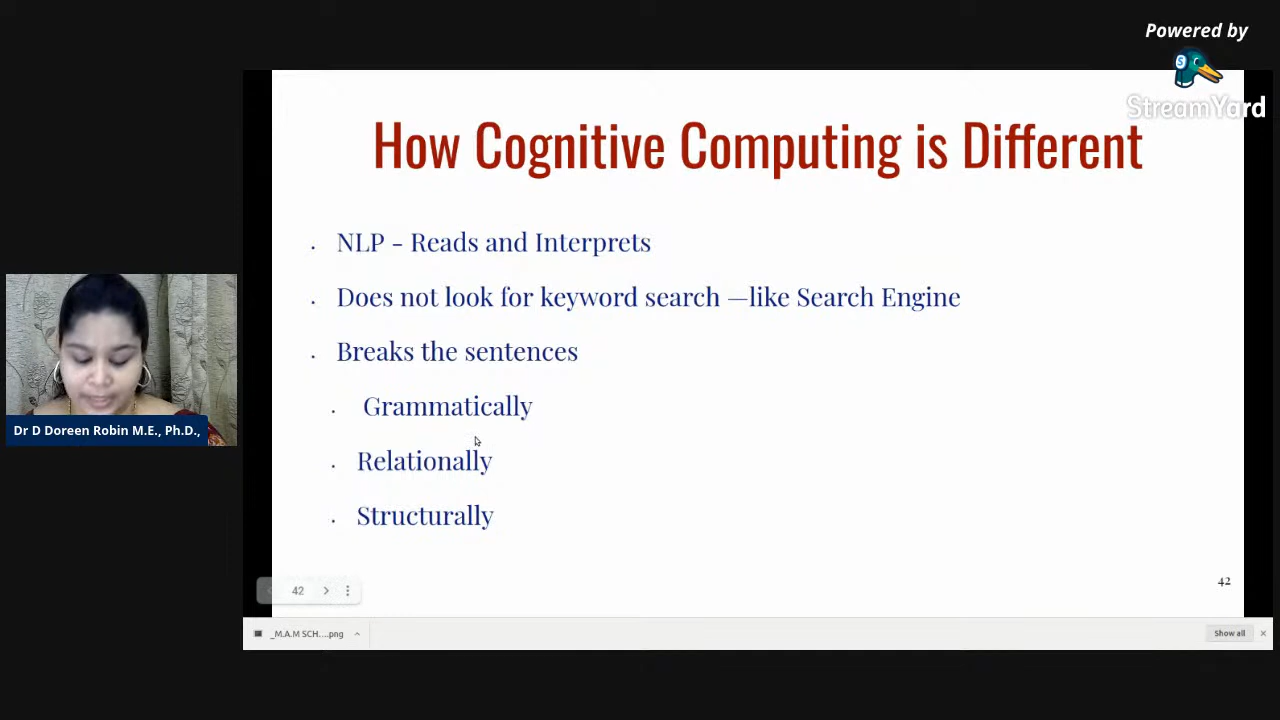 Powered by
StreamYard
How Cognitive Computing is Different
NLP - Reads and Interprets
Does not look for keyword search —like Search Engine
Breaks the sentences
Grammatically
Relationally
Structurally
Dr D Doreen Robin M.E., Ph.D.,
42
42
_M.A.M SCH....png
Show all